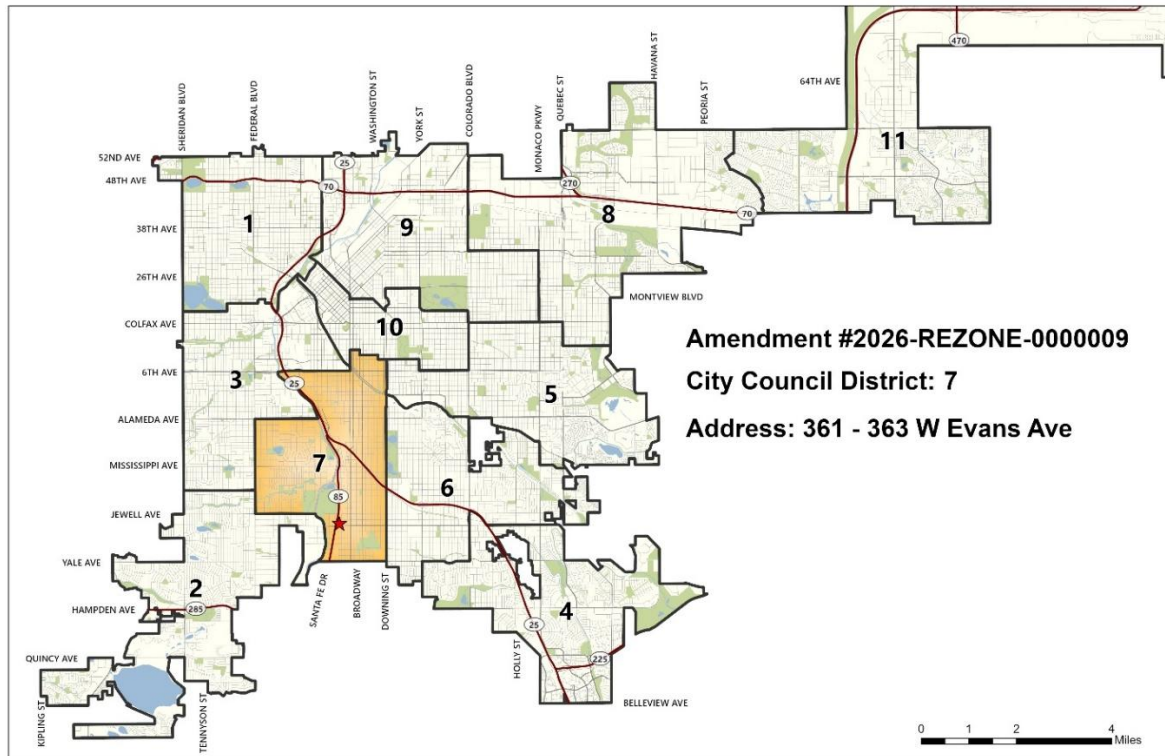 470
HAVANA ST
64TH AVE
QUEBEC ST
PEORIA ST
WASHINGTON ST
COLORADO BLVD
SHERIDAN BLVD
FEDERAL BLVD
YORK ST
MONACO PKWY
11
52ND AVE
25
48TH AVE
70
270
70
1
9
8
38TH AVE
26TH AVE
MONTVIEW BLVD
COLFAX AVE
10
Amendment #2026-REZONE-0000009
6TH AVE
3
25
5
City Council District: 7
ALAMEDA AVE
Address: 361 - 363 W Evans Ave
MISSISSIPPI AVE
7
6
85
JEWELL AVE
YALE AVE
2
SANTA FE DR
BROADWAY
DOWNING ST
HAMPDEN AVE
285
4
25
HOLLY ST
QUINCY AVE
225
KIPLING ST
TENNYSON ST
BELLEVIEW AVE
0 1 2 4
Miles